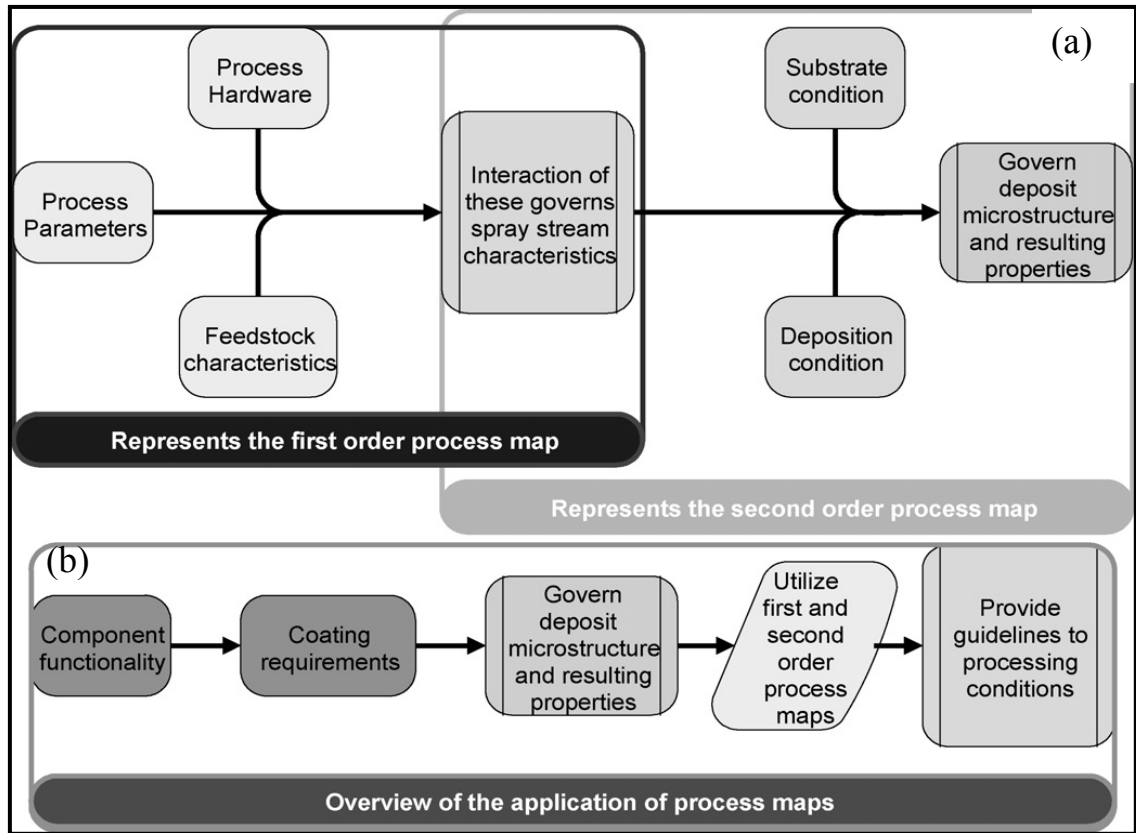 (a)
Process
Hardware
Process
Parameters
Feedstock
characteristics
Interaction of
these governs
spray stream
characteristics
Substrate
condition
Deposition
condition
Govern
deposit
microstructure
and resulting
properties
Represents the first order process map
Represents the second order process map
(b)
Component
functionality
Coating
requirements
Govern
deposit
microstructure
and resulting
properties
Utilize
first and
second
order
process
maps
Provide
guidelines to
processing
conditions
Overview of the application of process maps